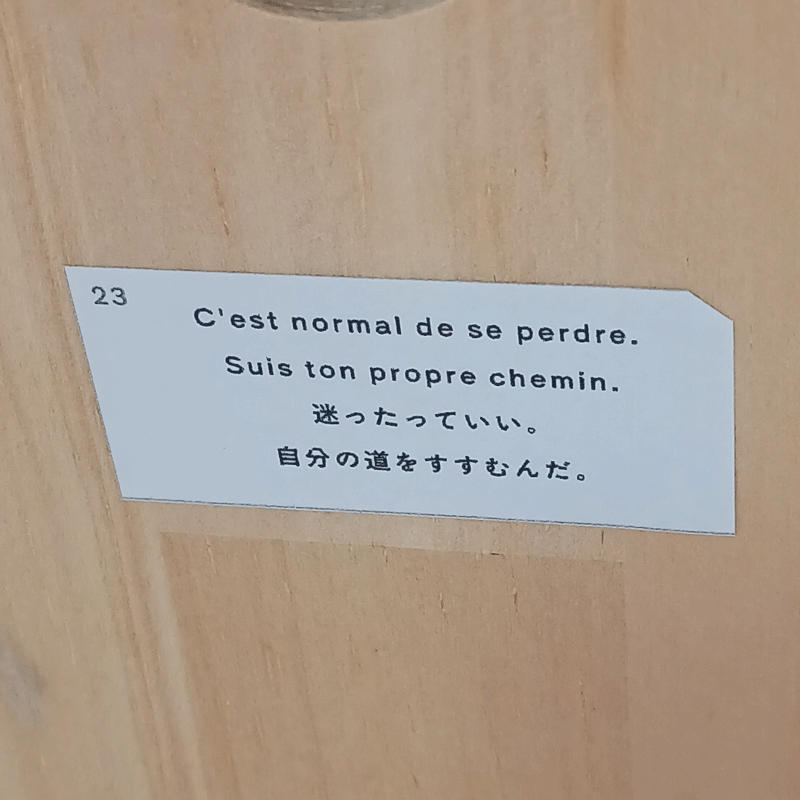 23
C'est normal de se perdre.
Suis ton propre chemin.
迷ったっていい。
自分の道をすすむんだ。